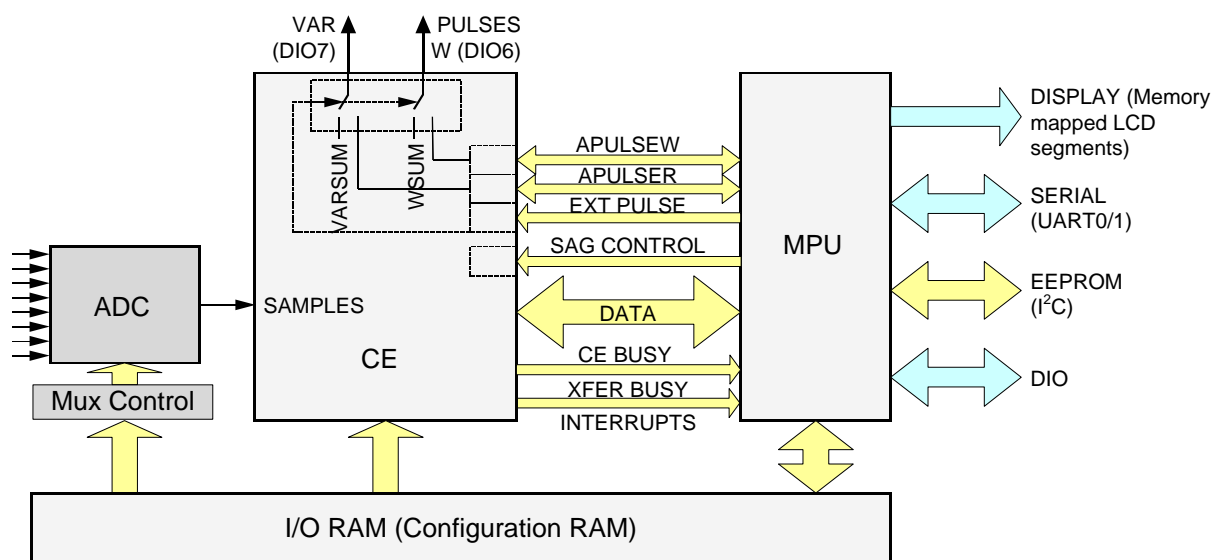 VAR
(DIO7)
PULSES
W (DIO6)
VARSUM
WSUM
APULSEW
APULSER
EXT PULSE
SAG CONTROL
DATA
CE BUSY
XFER BUSY
INTERRUPTS
SAMPLES
CE
ADC
Mux Control
MPU
DISPLAY (Memory
mapped LCD
segments)
SERIAL
(UART0/1)
EEPROM
(I²C)
DIO
I/O RAM (Configuration RAM)